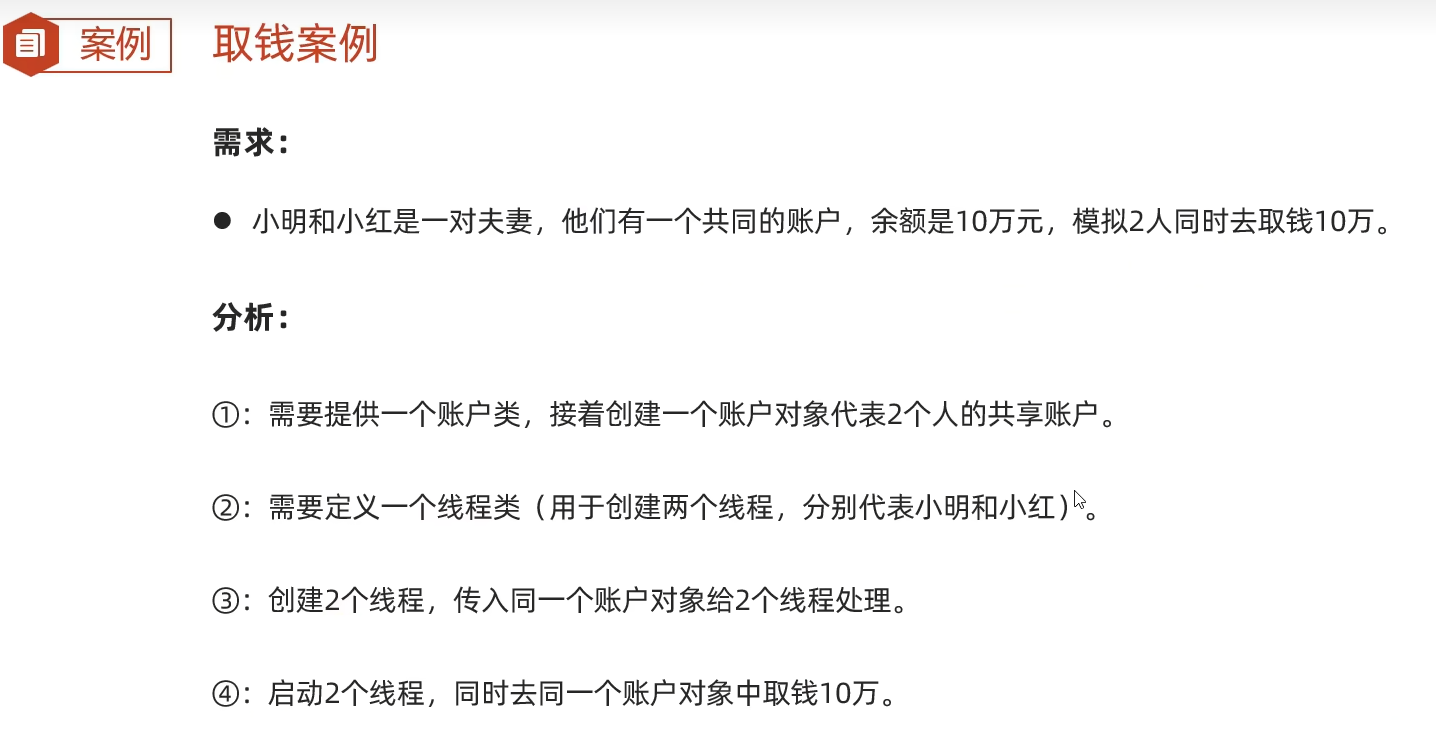 案例
取钱案例
需求：
● 小明和小红是一对夫妻，他们有一个共同的账户，余额是10万元，模拟2人同时去取钱10万。
分析：
①：需要提供一个账户类，接着创建一个账户对象代表2个人的共享账户。
②：需要定义一个线程类（用于创建两个线程，分别代表小明和小红）。
③：创建2个线程，传入同一个账户对象给2个线程处理。
④：启动2个线程，同时去同一个账户对象中取钱10万。